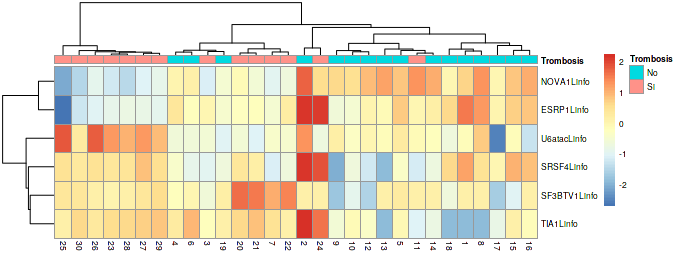 Trombosis
Trombosis
No
Si
NOVA1Linfo
ESRP1Linfo
U6atacLinfo
SRSF4Linfo
SF3BTV1Linfo
TIA1Linfo
2
1
0
-1
-2
25 30 26 23 28 27 29 4 6 3 19 20 21 7 22 2 24 9 10 12 13 5 11 14 18 1 8 17 15 16